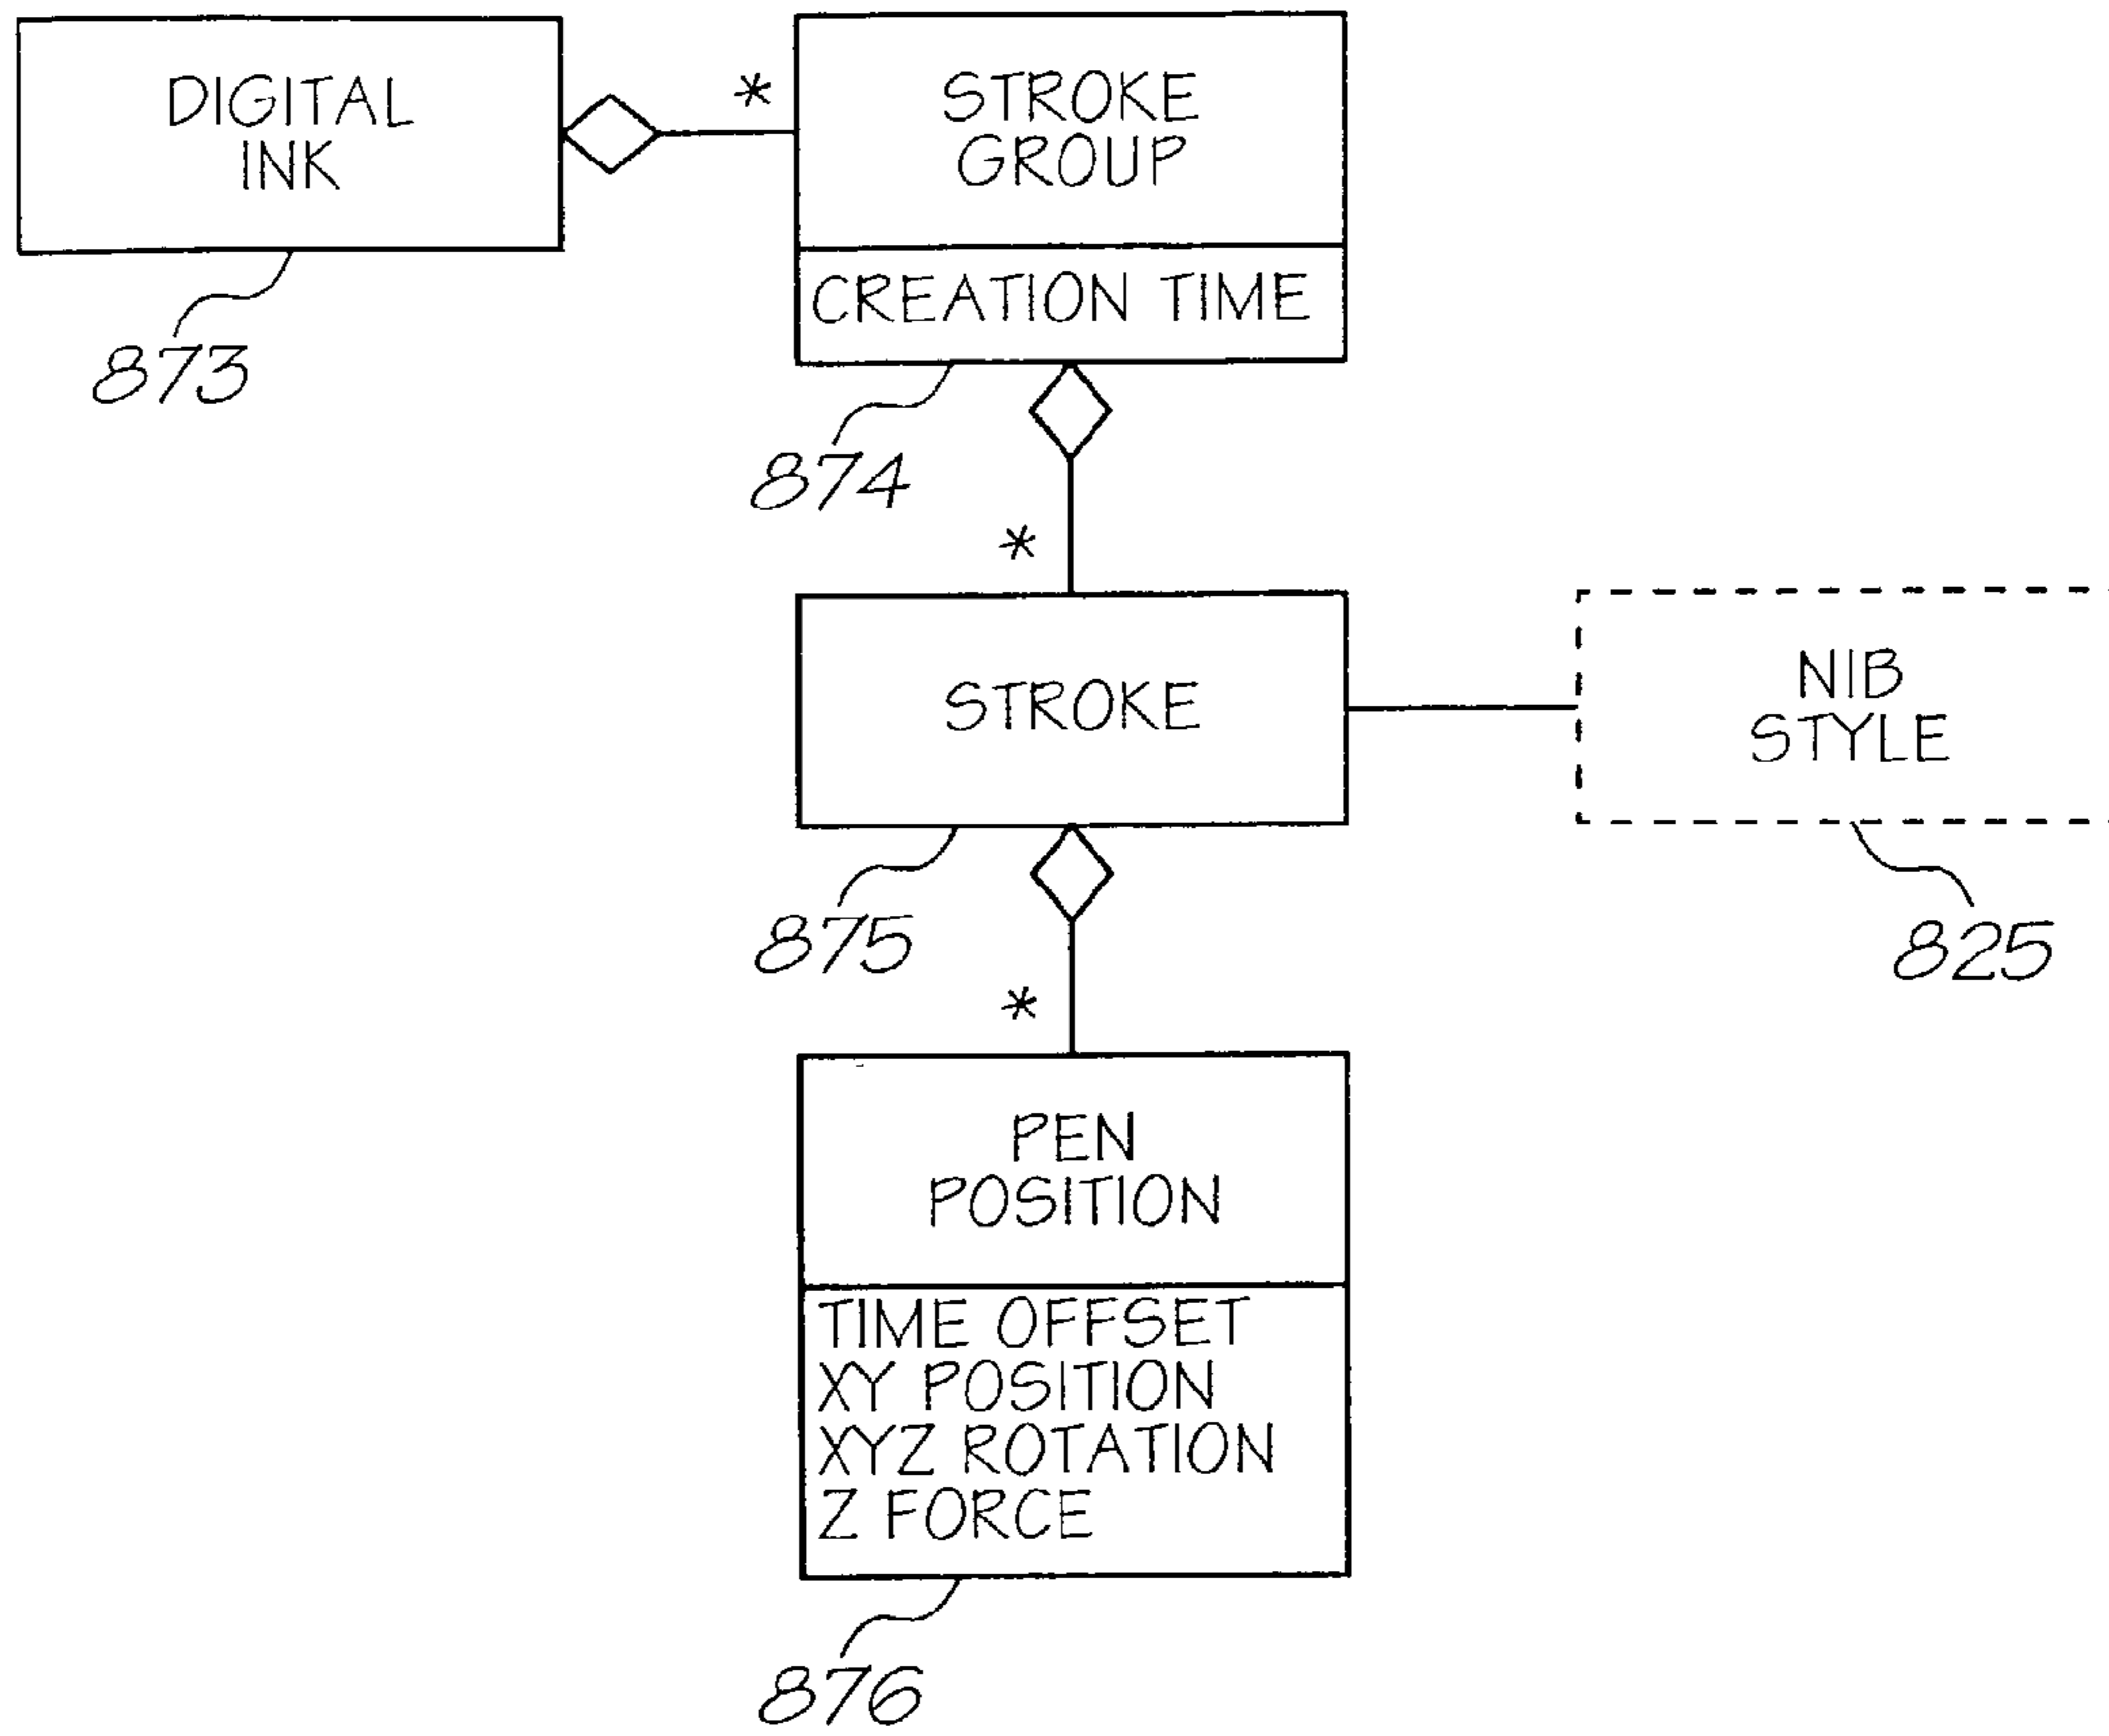 DIGITAL
INK
*
STROKE
GROUP
CREATION TIME
873
874
*
STROKE
NIB
STYLE
875
825
*
PEN
POSITION
TIME OFFSET
XY POSITION
XYZ ROTATION
Z FORCE
876